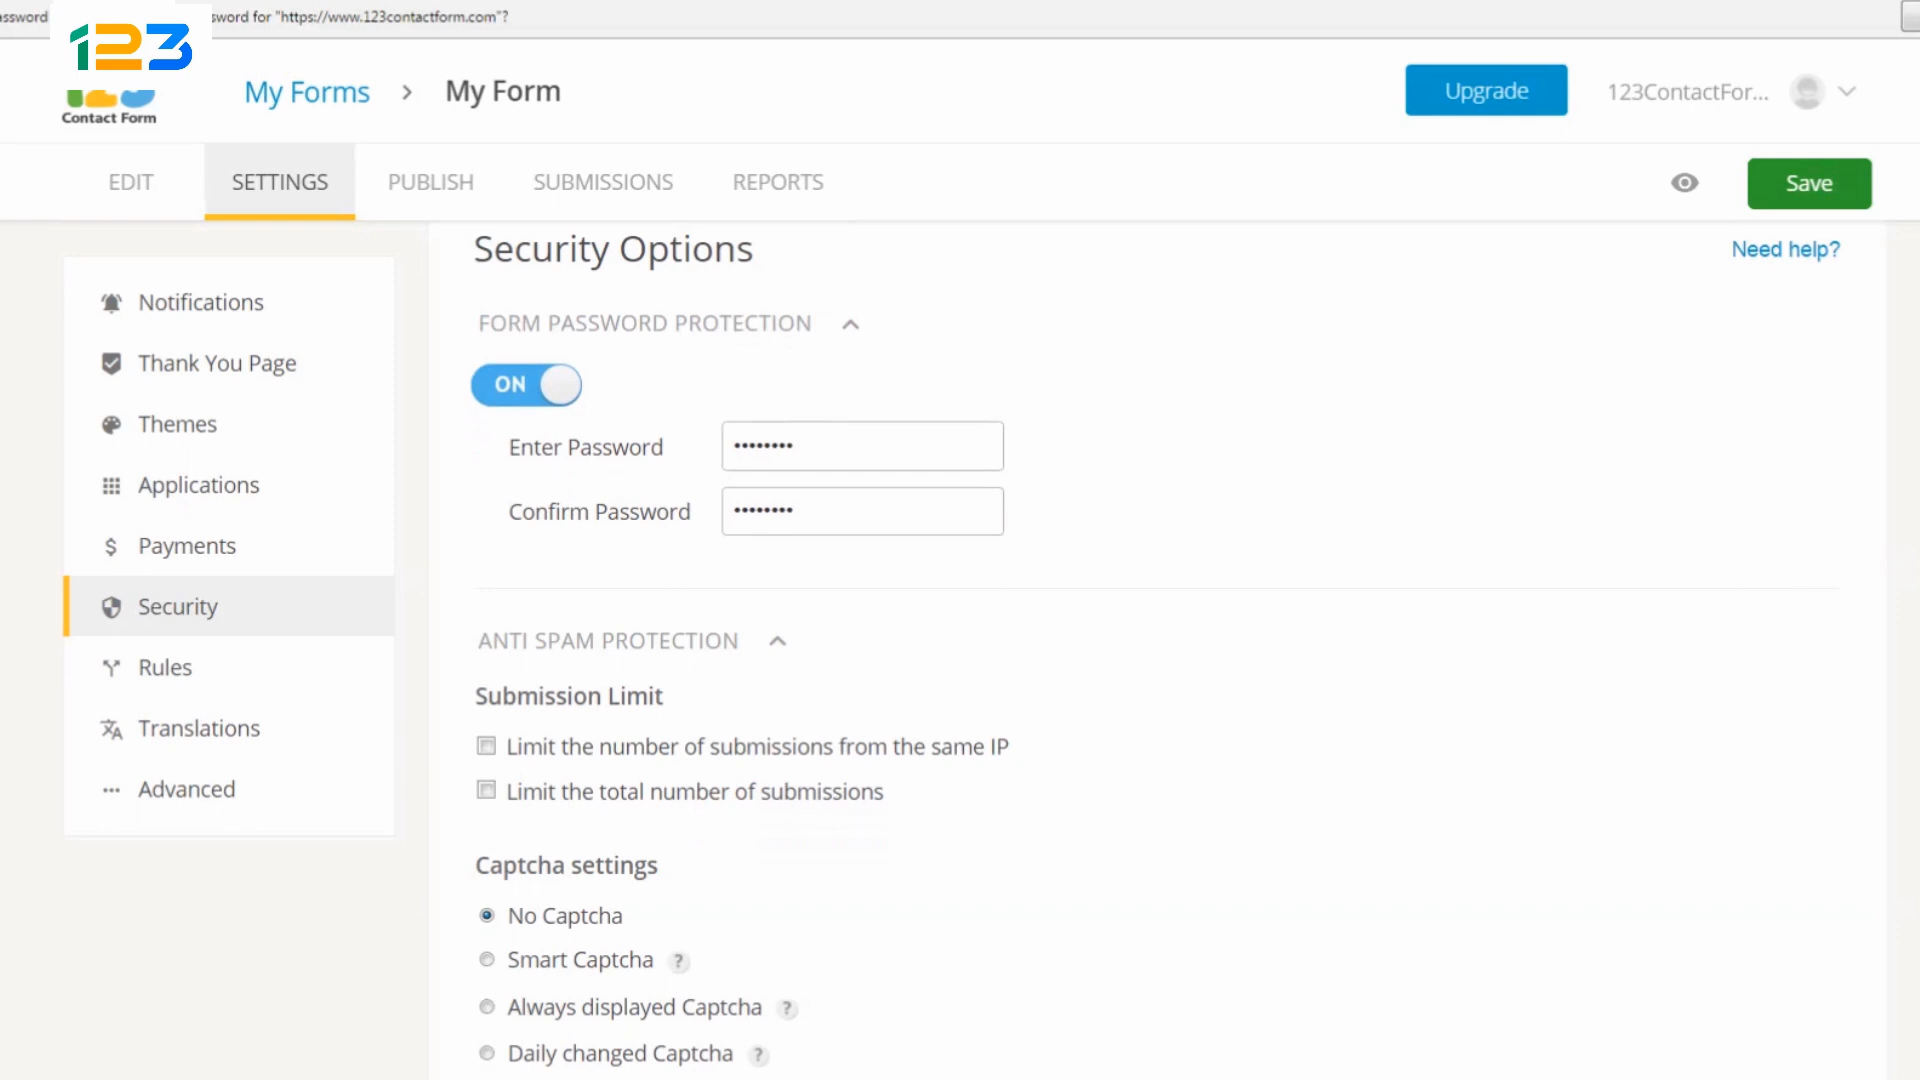 assword
sword for "https://www.123contactform.com"?
123
Contact Form
My Forms > My Form
Upgrade
123ContactFor...
EDIT
SETTINGS
PUBLISH
SUBMISSIONS
REPORTS
Save
Security Options
Need help?
Notifications
Thank You Page
Themes
Applications
$ Payments
Security
Rules
Translations
Advanced
FORM PASSWORD PROTECTION
ON
Enter Password ••••••••
Confirm Password ••••••••
ANTI SPAM PROTECTION
Submission Limit
Limit the number of submissions from the same IP
Limit the total number of submissions
Captcha settings
No Captcha
Smart Captcha ?
Always displayed Captcha ?
Daily changed Captcha ?